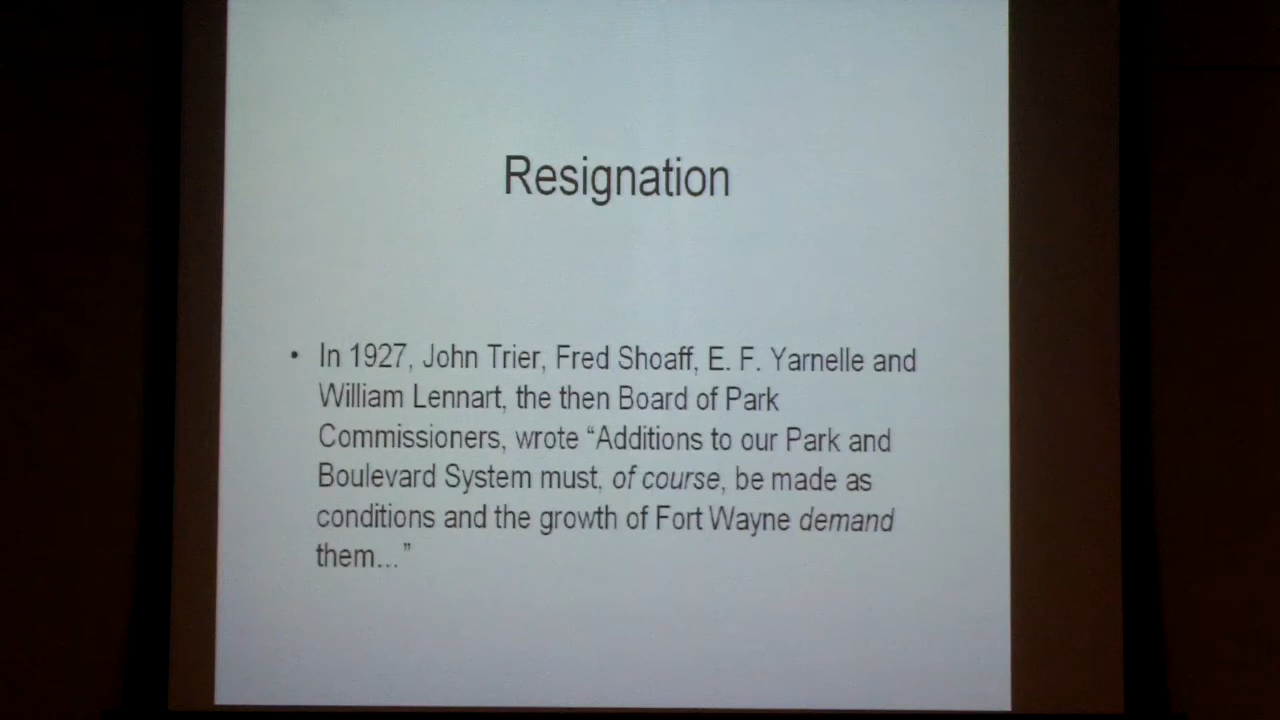 Resignation
• In 1927, John Trier, Fred Shoaff, E. F. Yarnelle and
William Lennart, the then Board of Park
Commissioners, wrote “Additions to our Park and
Boulevard System must, of course, be made as
conditions and the growth of Fort Wayne demand
them...”